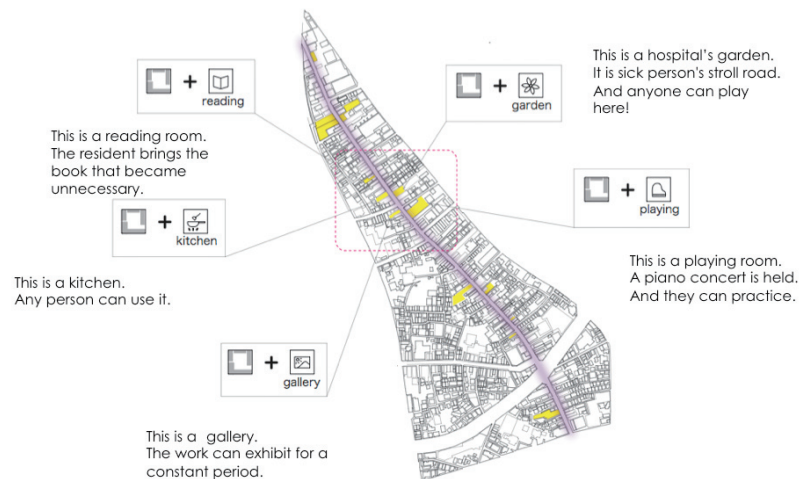 +
reading
This is a reading room.
The resident brings the
book that became
unnecessary.
+
kitchen
This is a kitchen.
Any person can use it.
+
gallery
This is a  gallery.
The work can exhibit for a
constant period.
+
garden
This is a hospital's garden.
It is sick person's stroll road.
And anyone can play
here!
+
playing
This is a playing room.
A piano concert is held.
And they can practice.